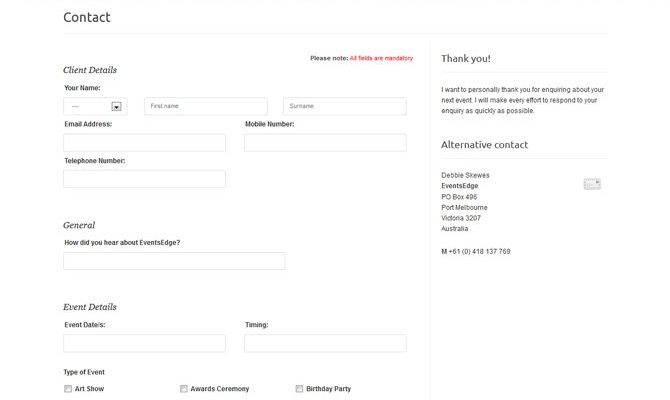 Contact
Please note: All fields are mandatory
Client Details
Your Name:
---
First name
Surname
Email Address:
Mobile Number:
Telephone Number:
General
How did you hear about EventsEdge?
Event Details
Event Date/s:
Timing:
Type of Event
Art Show
Awards Ceremony
Birthday Party
Thank you!
I want to personally thank you for enquiring about your
next event. I will make every effort to respond to your
enquiry as quickly as possible.
Alternative contact
Debbie Skewes
EventsEdge
PO Box 496
Port Melbourne
Victoria 3207
Australia
M +61 (0) 418 137 769